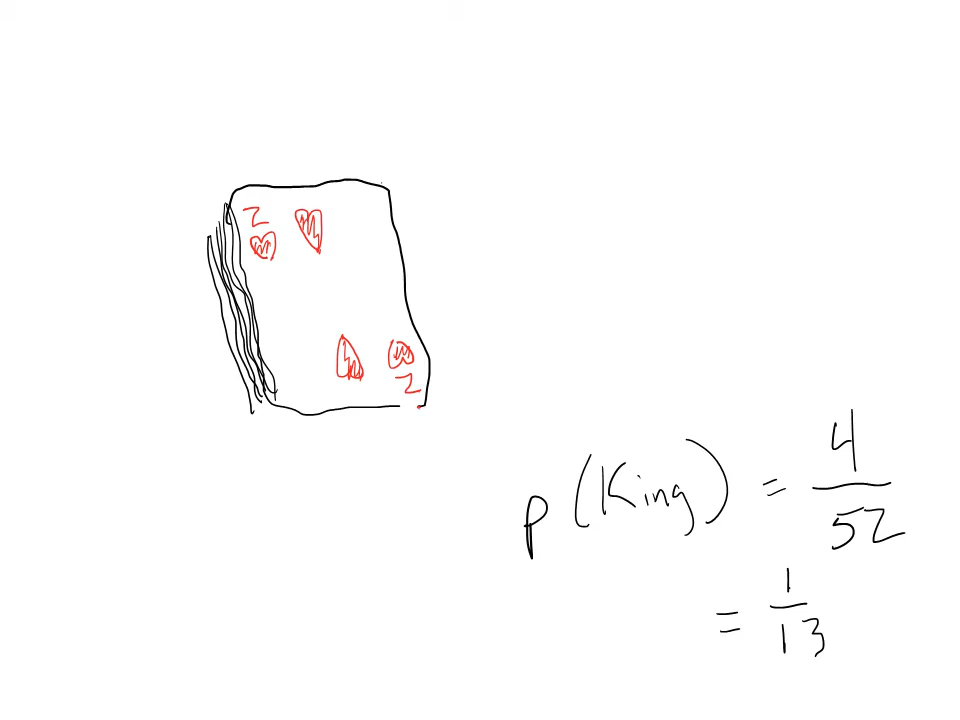 2
2
p(King) = 4/52
= 1/13